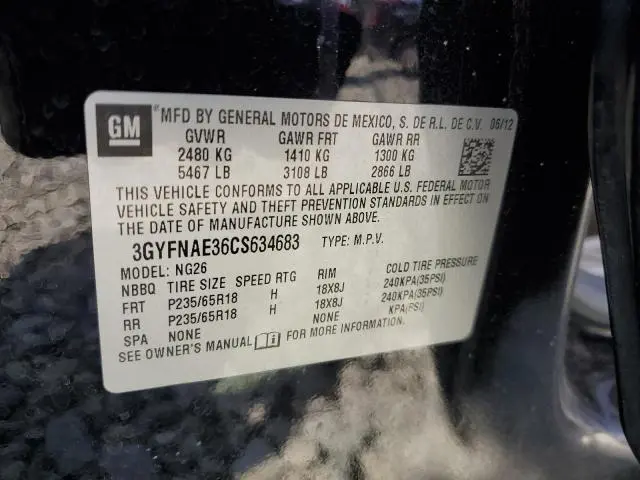 GM
MFD BY GENERAL MOTORS DE MEXICO, S. DE R.L. DE C.V. 06/12
GVWR GAWR FRT GAWR RR
2480 KG 1410 KG 1300 KG
5467 LB 3108 LB 2866 LB
THIS VEHICLE CONFORMS TO ALL APPLICABLE U.S. FEDERAL MOTOR
VEHICLE SAFETY AND THEFT PREVENTION STANDARDS IN EFFECT ON
THE DATE OF MANUFACTURE SHOWN ABOVE.
3GYFNAE36CS634683 TYPE: M.P.V.
MODEL: NG26
NBBQ TIRE SIZE SPEED RTG RIM COLD TIRE PRESSURE
FRT P235/65R18 H 18X8J 240KPA(35PSI)
RR P235/65R18 H 18X8J 240KPA(35PSI)
SPA NONE NONE KPA(PSI)
SEE OWNER'S MANUAL FOR MORE INFORMATION.